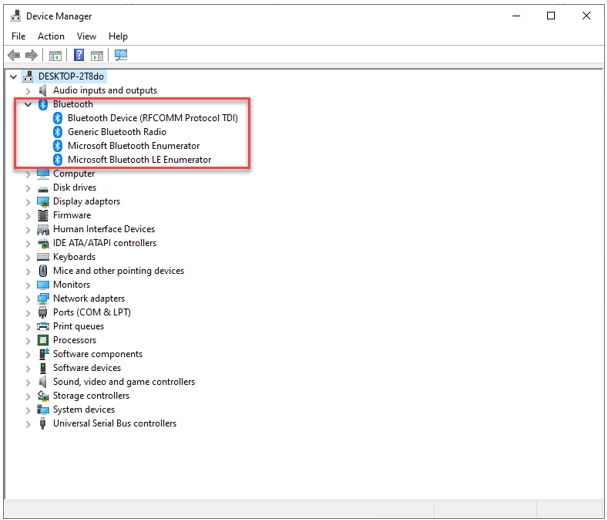 Device Manager
File Action View Help
DESKTOP-2T8do
Audio inputs and outputs
Bluetooth
Bluetooth Device (RFCOMM Protocol TDI)
Generic Bluetooth Radio
Microsoft Bluetooth Enumerator
Microsoft Bluetooth LE Enumerator
Computer
Disk drives
Display adaptors
Firmware
Human Interface Devices
IDE ATA/ATAPI controllers
Keyboards
Mice and other pointing devices
Monitors
Network adapters
Ports (COM & LPT)
Print queues
Processors
Software components
Software devices
Sound, video and game controllers
Storage controllers
System devices
Universal Serial Bus controllers